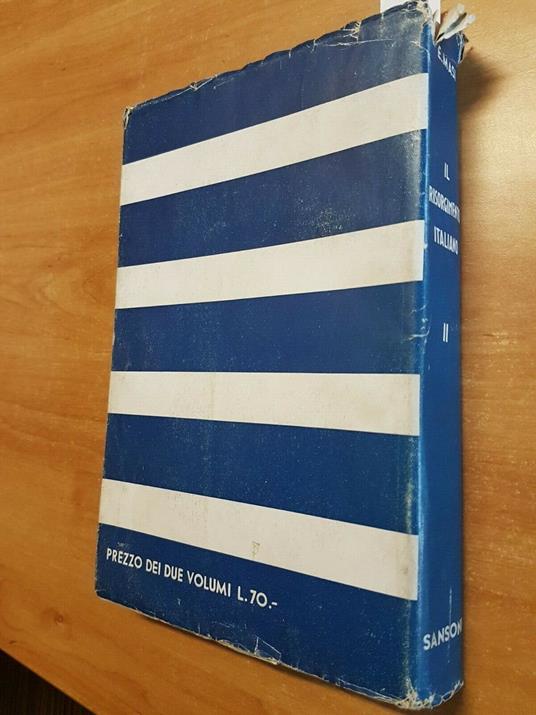 IL
RISORGIMENTO
ITALIANO
II
SANSONI
PREZZO DEI DUE VOLUMI L.70.-